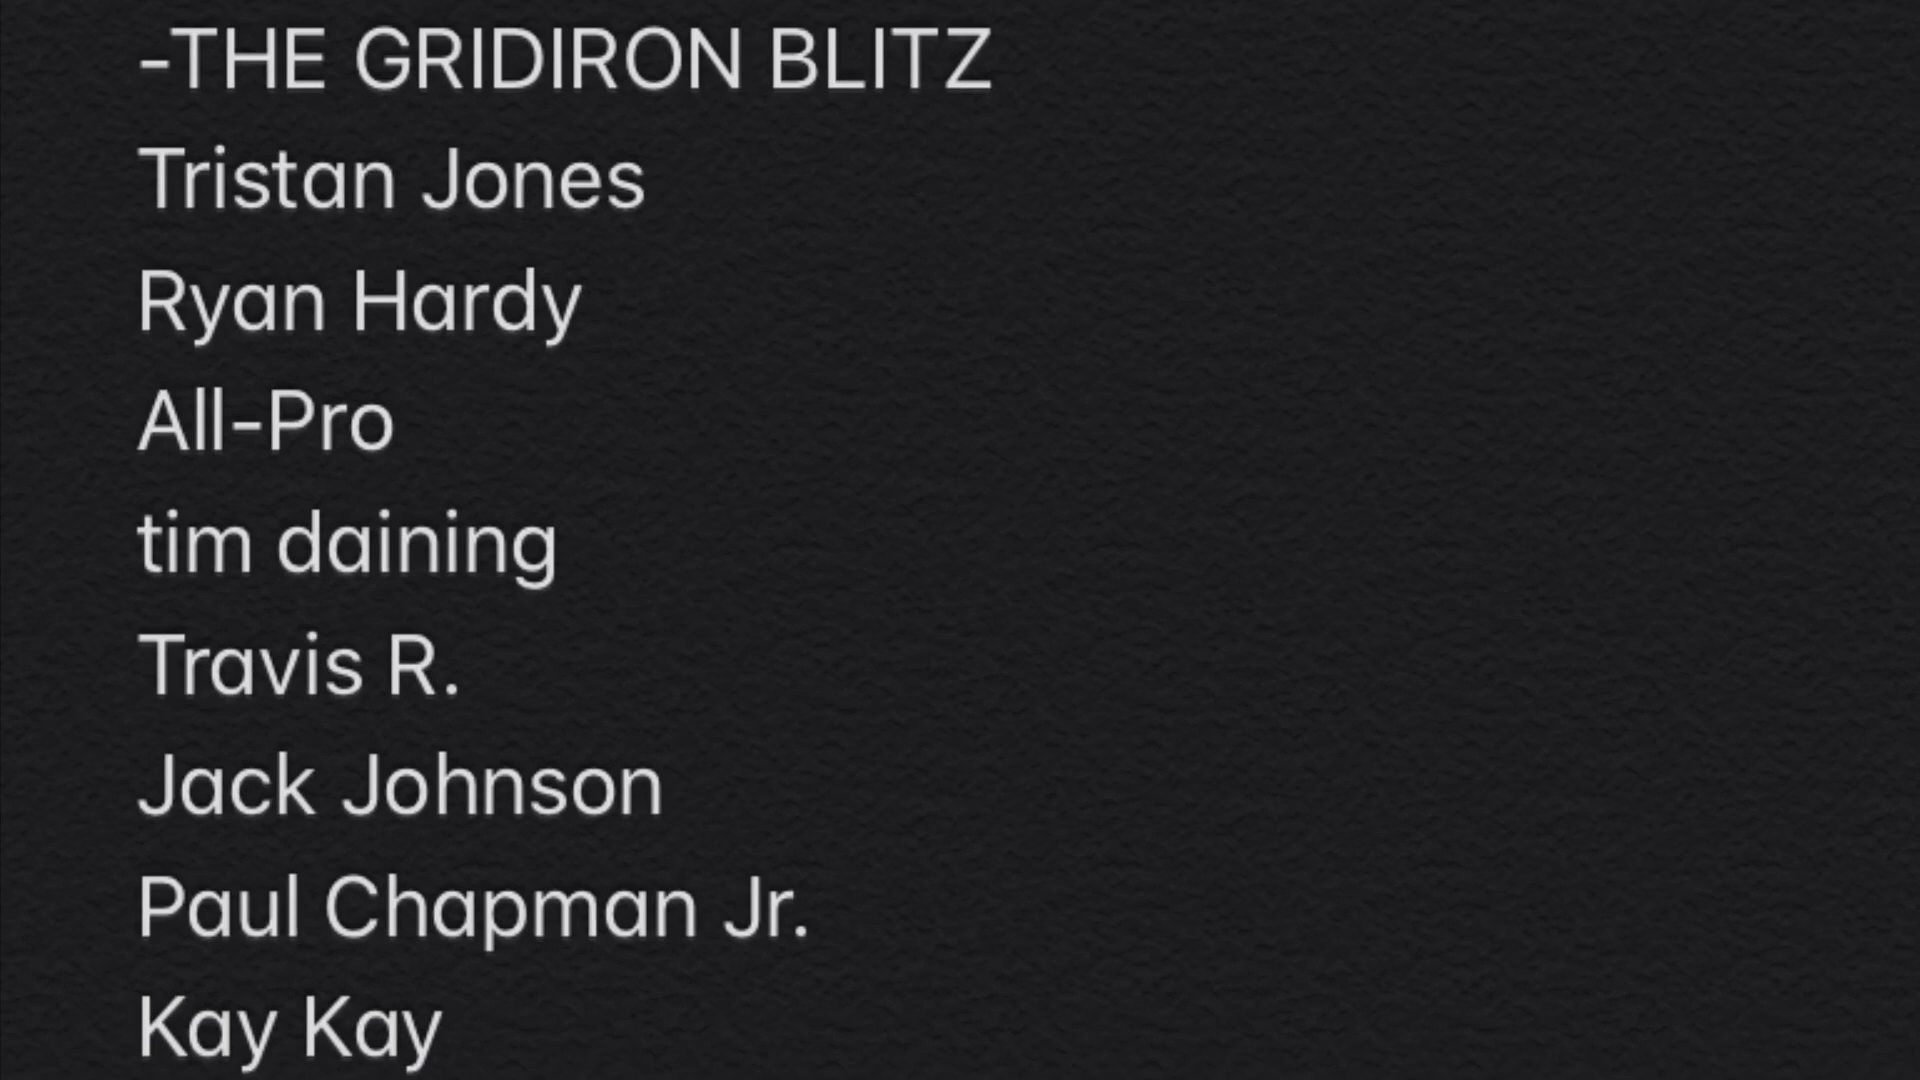 -THE GRIDIRON BLITZ
Tristan Jones
Ryan Hardy
All-Pro
tim daining
Travis R.
Jack Johnson
Paul Chapman Jr.
Kay Kay